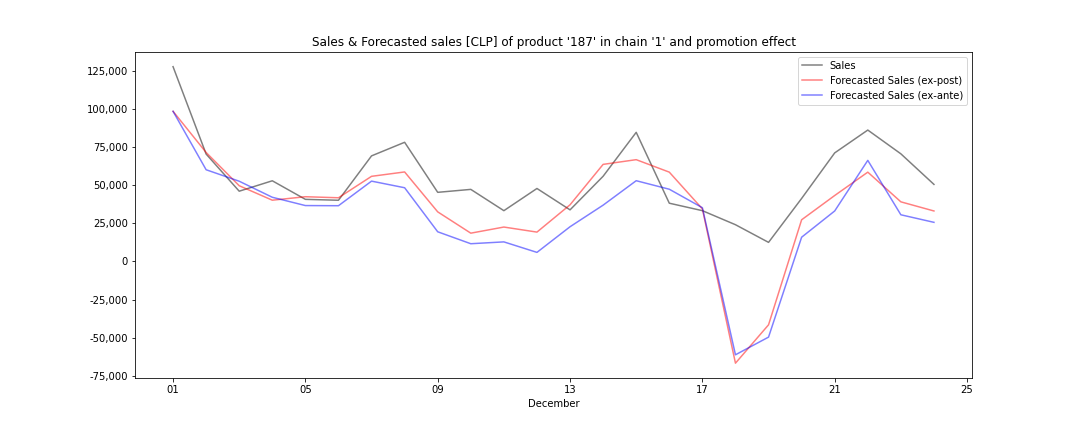 Sales & Forecasted sales [CLP] of product '187' in chain '1' and promotion effect
Sales
Forecasted Sales (ex-post)
Forecasted Sales (ex-ante)
125,000
100,000
75,000
50,000
25,000
0
-25,000
-50,000
-75,000
01 05 09 13 17 21 25
December